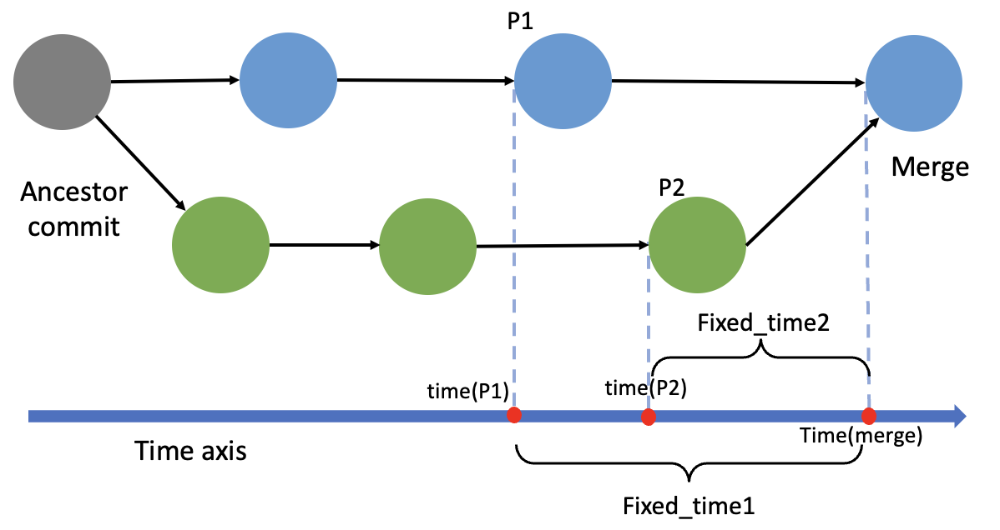 P1
Merge
Ancestor
commit
P2
Fixed_time2
time(P1)
time(P2)
Time(merge)
Time axis
Fixed_time1